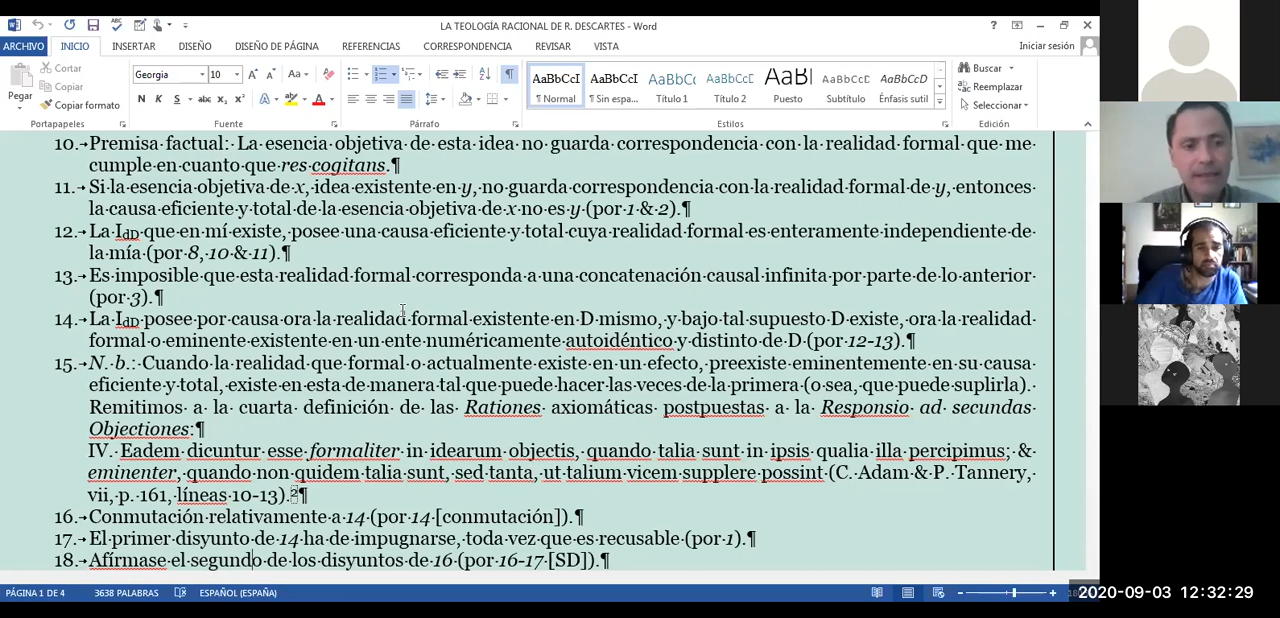 LA TEOLOGÍA RACIONAL DE R. DESCARTES - Word
ARCHIVO INICIO INSERTAR DISEÑO DISEÑO DE PÁGINA REFERENCIAS CORRESPONDENCIA REVISAR VISTA Iniciar sesión
Pegar
Cortar
Copiar
Copiar formato
Portapapeles
Georgia 10
N K S abc x₂ x²
Fuente
Párrafo
AaBbCcI AaBbCcI AaBbCc AaBbCcC AaBl AaBbCcD AaBbCcD
¶ Normal ¶ Sin espa... Título 1 Título 2 Puesto Subtítulo Énfasis sutil
Estilos
Buscar
Reemplazar
Seleccionar
Edición
10. Premisa factual: La esencia objetiva de esta idea no guarda correspondencia con la realidad formal que me
cumple en cuanto que res cogitans.¶
11. Si la esencia objetiva de x, idea existente en y, no guarda correspondencia con la realidad formal de y, entonces
la causa eficiente y total de la esencia objetiva de x no es y (por 1 & 2).¶
12. La IdD que en mí existe, posee una causa eficiente y total cuya realidad formal es enteramente independiente de
la mía (por 8, 10 & 11).¶
13. Es imposible que esta realidad formal corresponda a una concatenación causal infinita por parte de lo anterior
(por 3).¶
14. La IdD posee por causa ora la realidad formal existente en D mismo, y bajo tal supuesto D existe, ora la realidad
formal o eminente existente en un ente numéricamente autoidéntico y distinto de D (por 12-13).¶
15. N. b.: Cuando la realidad que formal o actualmente existe en un efecto, preexiste eminentemente en su causa
eficiente y total, existe en esta de manera tal que puede hacer las veces de la primera (o sea, que puede suplirla).
Remitimos a la cuarta definición de las Rationes axiomáticas postpuestas a la Responsio ad secundas
Objectiones:¶
IV. Eadem dicuntur esse formaliter in idearum objectis, quando talia sunt in ipsis qualia illa percipimus; &
eminenter, quando non quidem talia sunt, sed tanta, ut talium vicem supplere possint (C. Adam & P. Tannery,
vii, p. 161, líneas 10-13).²¶
16. Conmutación relativamente a 14 (por 14 [conmutación]).¶
17. El primer disyunto de 14 ha de impugnarse, toda vez que es recusable (por 1).¶
18. Afírmase el segundo de los disyuntos de 16 (por 16-17 [SD]).¶
PÁGINA 1 DE 4 3638 PALABRAS ESPAÑOL (ESPAÑA)
2020-09-03 12:32:29